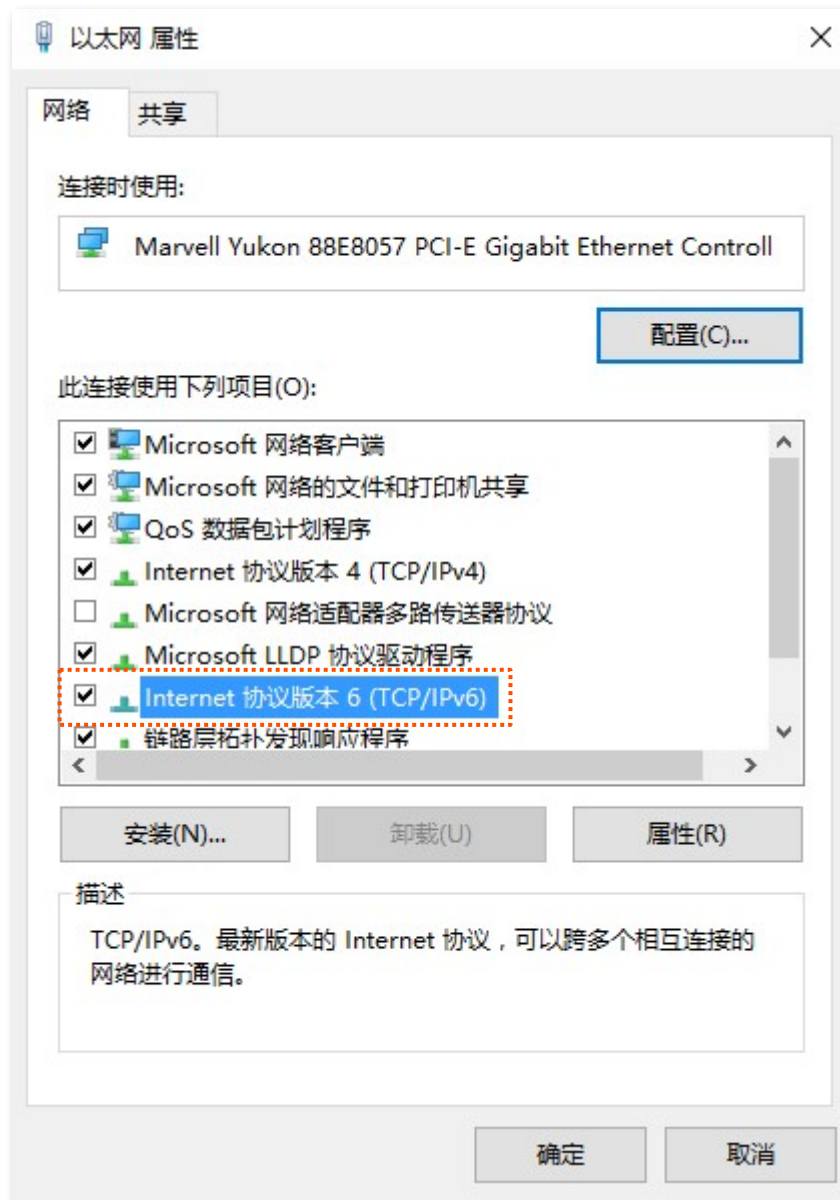 以太网 属性
网络
共享
连接时使用:
Marvell Yukon 88E8057 PCI-E Gigabit Ethernet Controll
配置(C)...
此连接使用下列项目(O):
Microsoft 网络客户端
Microsoft 网络的文件和打印机共享
QoS 数据包计划程序
Internet 协议版本 4 (TCP/IPv4)
Microsoft 网络适配器多路传送器协议
Microsoft LLDP 协议驱动程序
Internet 协议版本 6 (TCP/IPv6)
链路层拓扑发现响应程序
安装(N)...
卸载(U)
属性(R)
描述
TCP/IPv6。最新版本的 Internet 协议，可以跨多个相互连接的
网络进行通信。
确定
取消